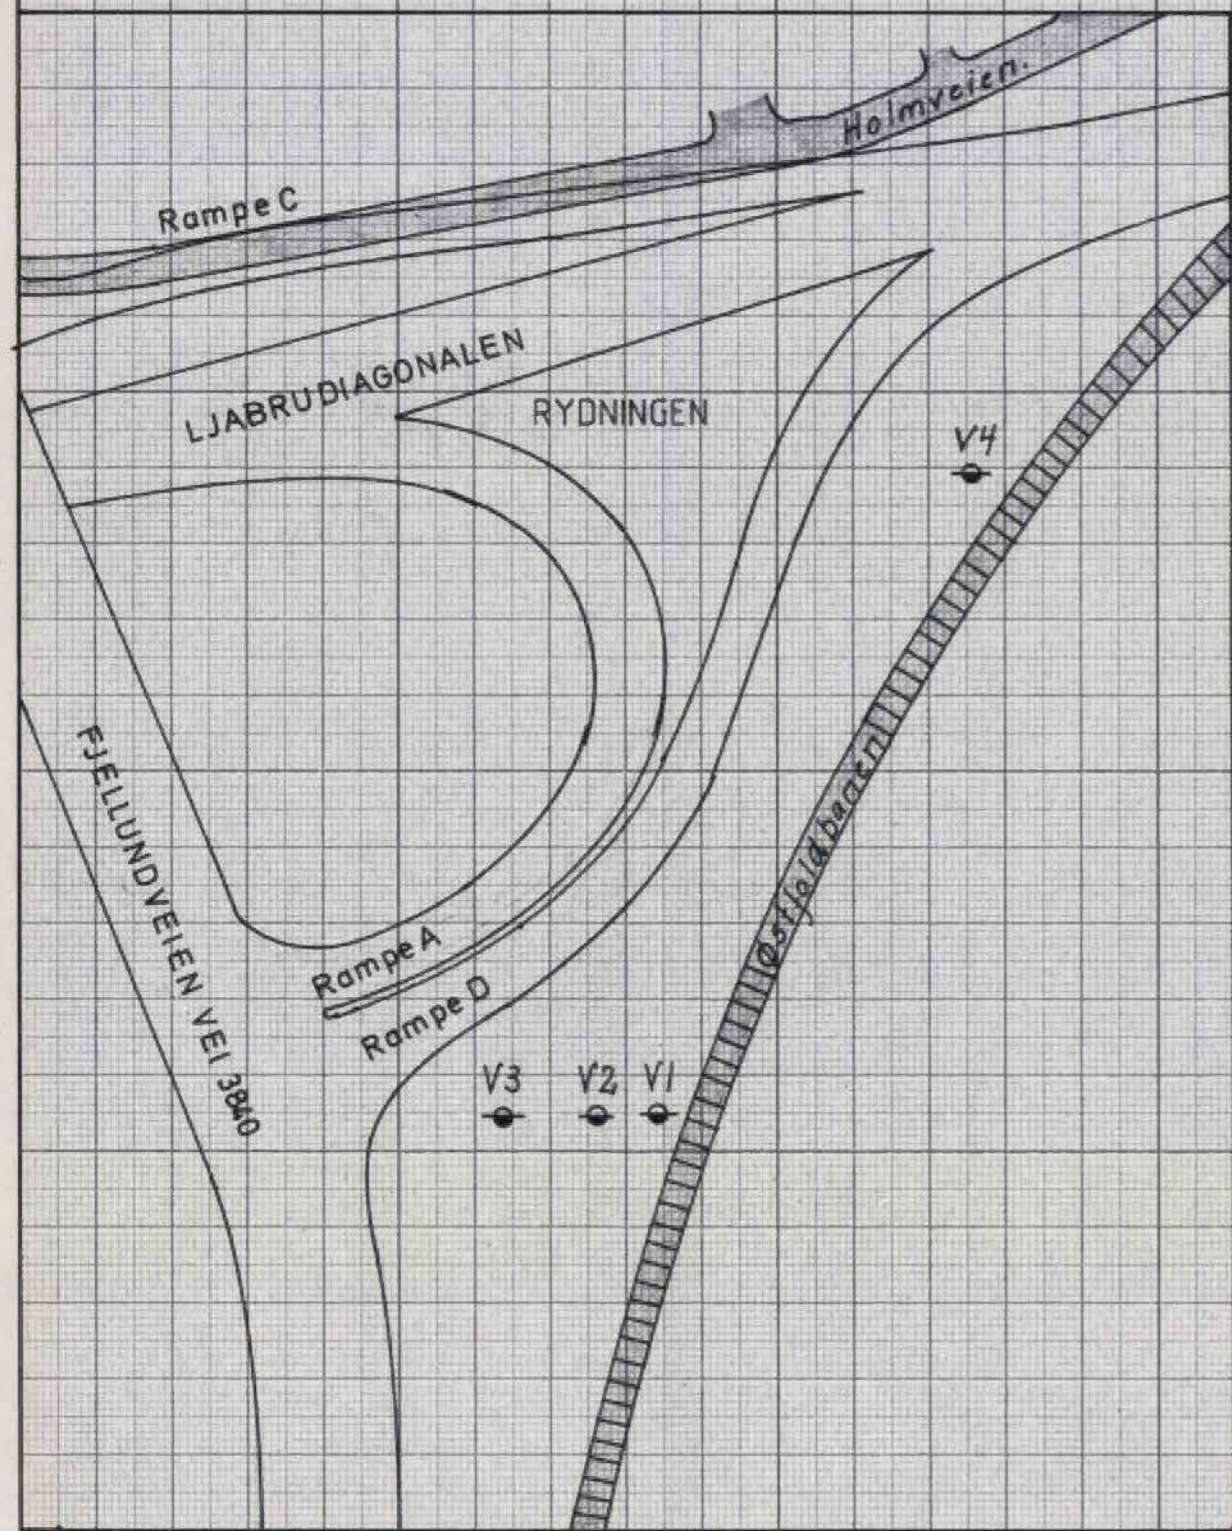 Holmveien.
Rampe C
LJABRUDIAGONALEN
RYDNINGEN
V4
FJELLUNDVEIEN VEI 3840
Østfoldbanen
Rampe A
Rampe D
V3
V2
V1